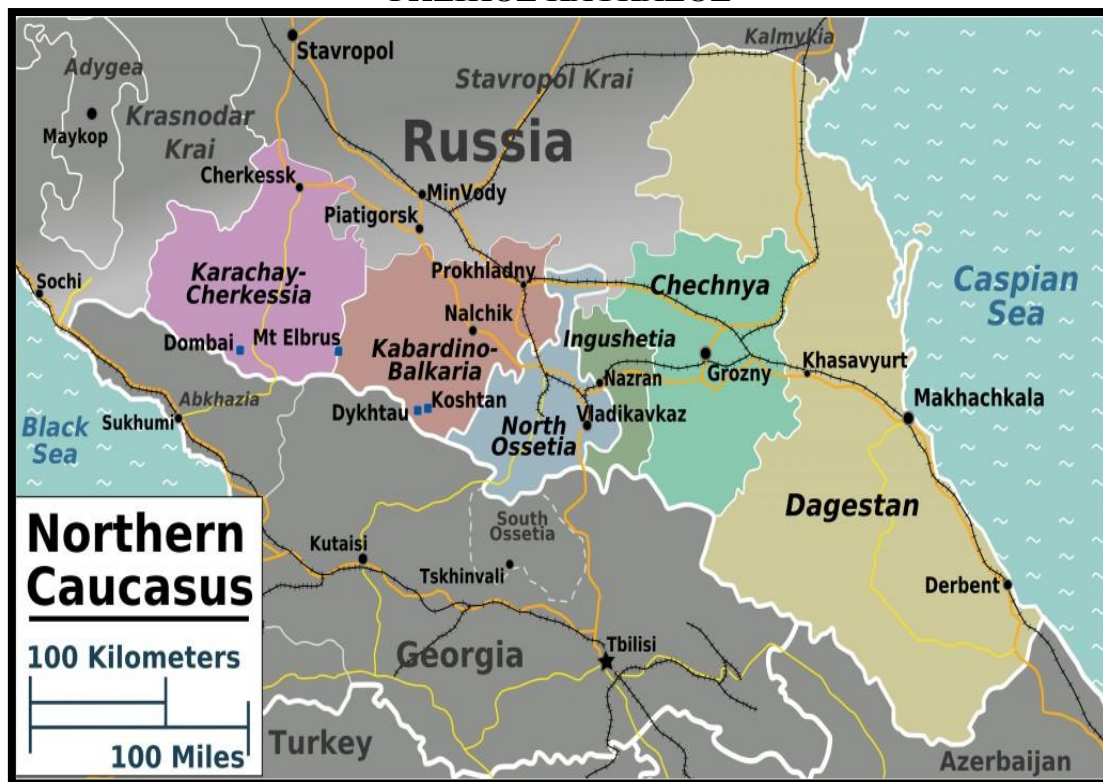 Kalmykia
Stavropol
Adygea
Stavropol Krai
Maykop
Krasnodar
Krai
Russia
Cherkessk
MinVody
Piatigorsk
Karachay-
Cherkessia
Prokhladny
Chechnya
Caspian
Sea
Sochi
Nalchik
Dombai
Mt Elbrus
Kabardino-
Balkaria
Ingushetia
Grozny
Khasavyurt
Nazran
Makhachkala
Abkhazia
Sukhumi
Dykhtau
Koshtan
North
Ossetia
Vladikavkaz
Black
Sea
Dagestan
South
Ossetia
Kutaisi
Tskhinvali
Derbent
Northern
Caucasus
Georgia
Tbilisi
100 Kilometers
100 Miles
Turkey
Azerbaijan